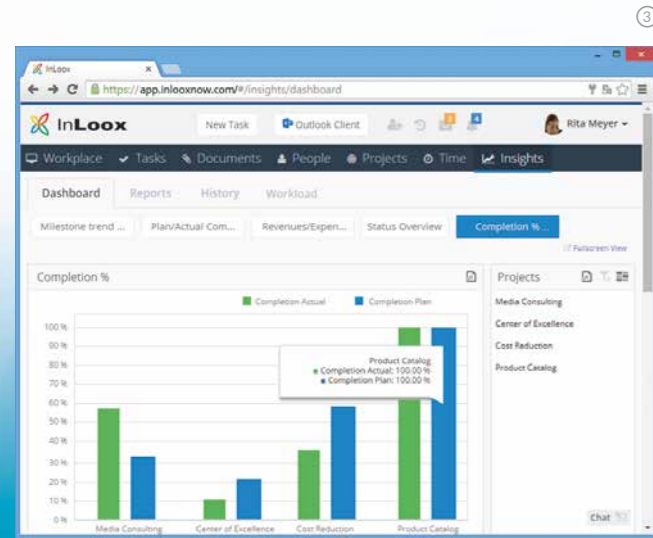 ③
InLoox
https://app.inlooxnow.com/#/insights/dashboard
InLoox
New Task
Outlook Client
3
4
Rita Meyer
Workplace
Tasks
Documents
People
Projects
Time
Insights
Dashboard
Reports
History
Workload
Milestone trend ...
Plan/Actual Com...
Revenues/Expen...
Status Overview
Completion % ...
Fullscreen View
Completion %
Completion Actual
Completion Plan
100 %
90 %
80 %
70 %
60 %
50 %
40 %
30 %
20 %
10 %
0 %
Product Catalog
Completion Actual: 100.00 %
Completion Plan: 100.00 %
Media Consulting
Center of Excellence
Cost Reduction
Product Catalog
Projects
Media Consulting
Center of Excellence
Cost Reduction
Product Catalog
Chat